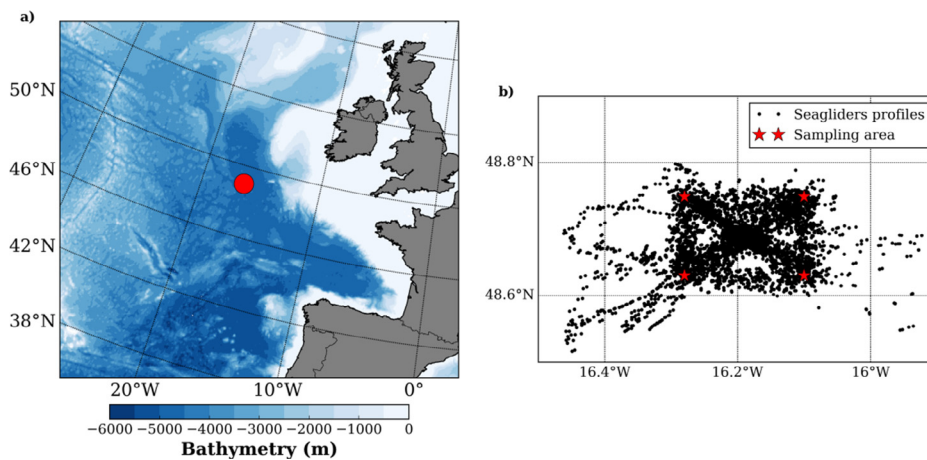 a)
50°N
46°N
42°N
38°N
20°W 10°W 0°
−6000 −5000 −4000 −3000 −2000 −1000 0
Bathymetry (m)
b)
Seagliders profiles
Sampling area
48.8°N
48.6°N
16.4°W 16.2°W 16°W